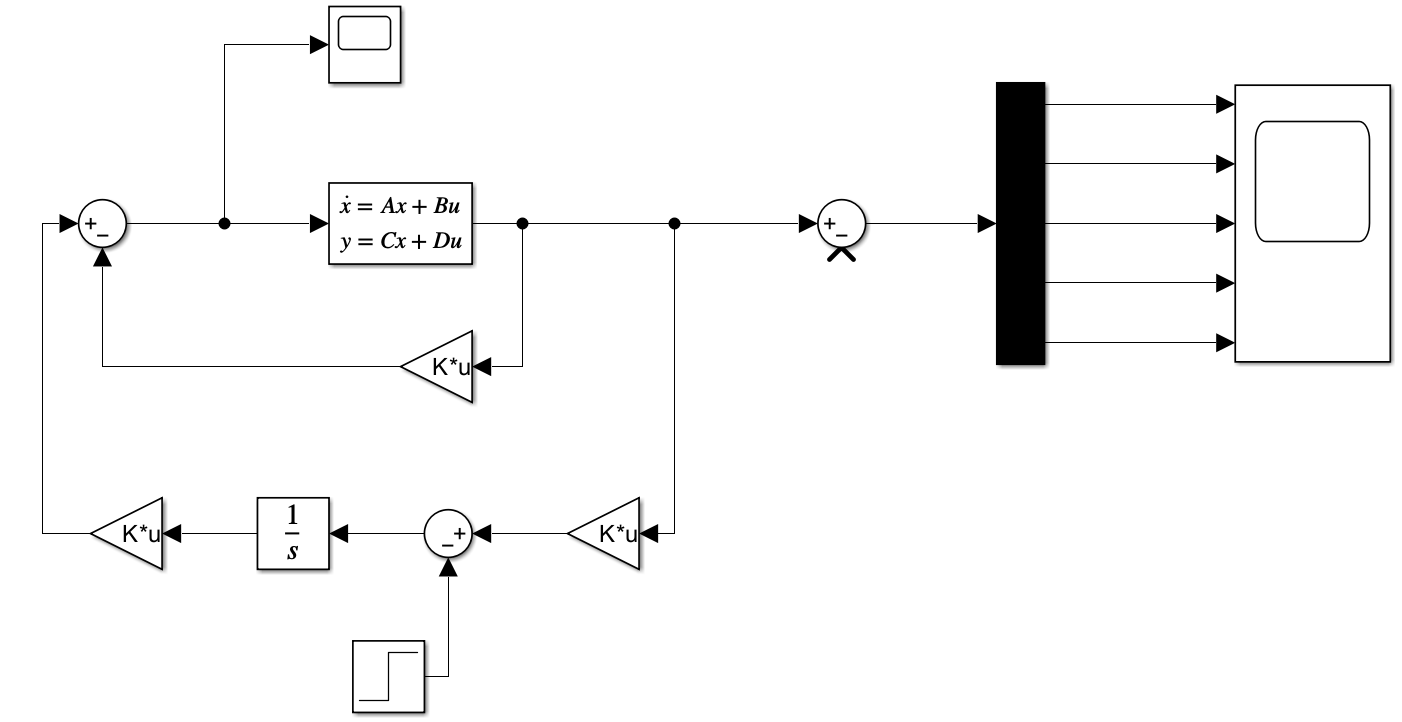 +
−
ẋ = Ax + Bu
y = Cx + Du
+
−
K*u
K*u
1
s
−
+
K*u